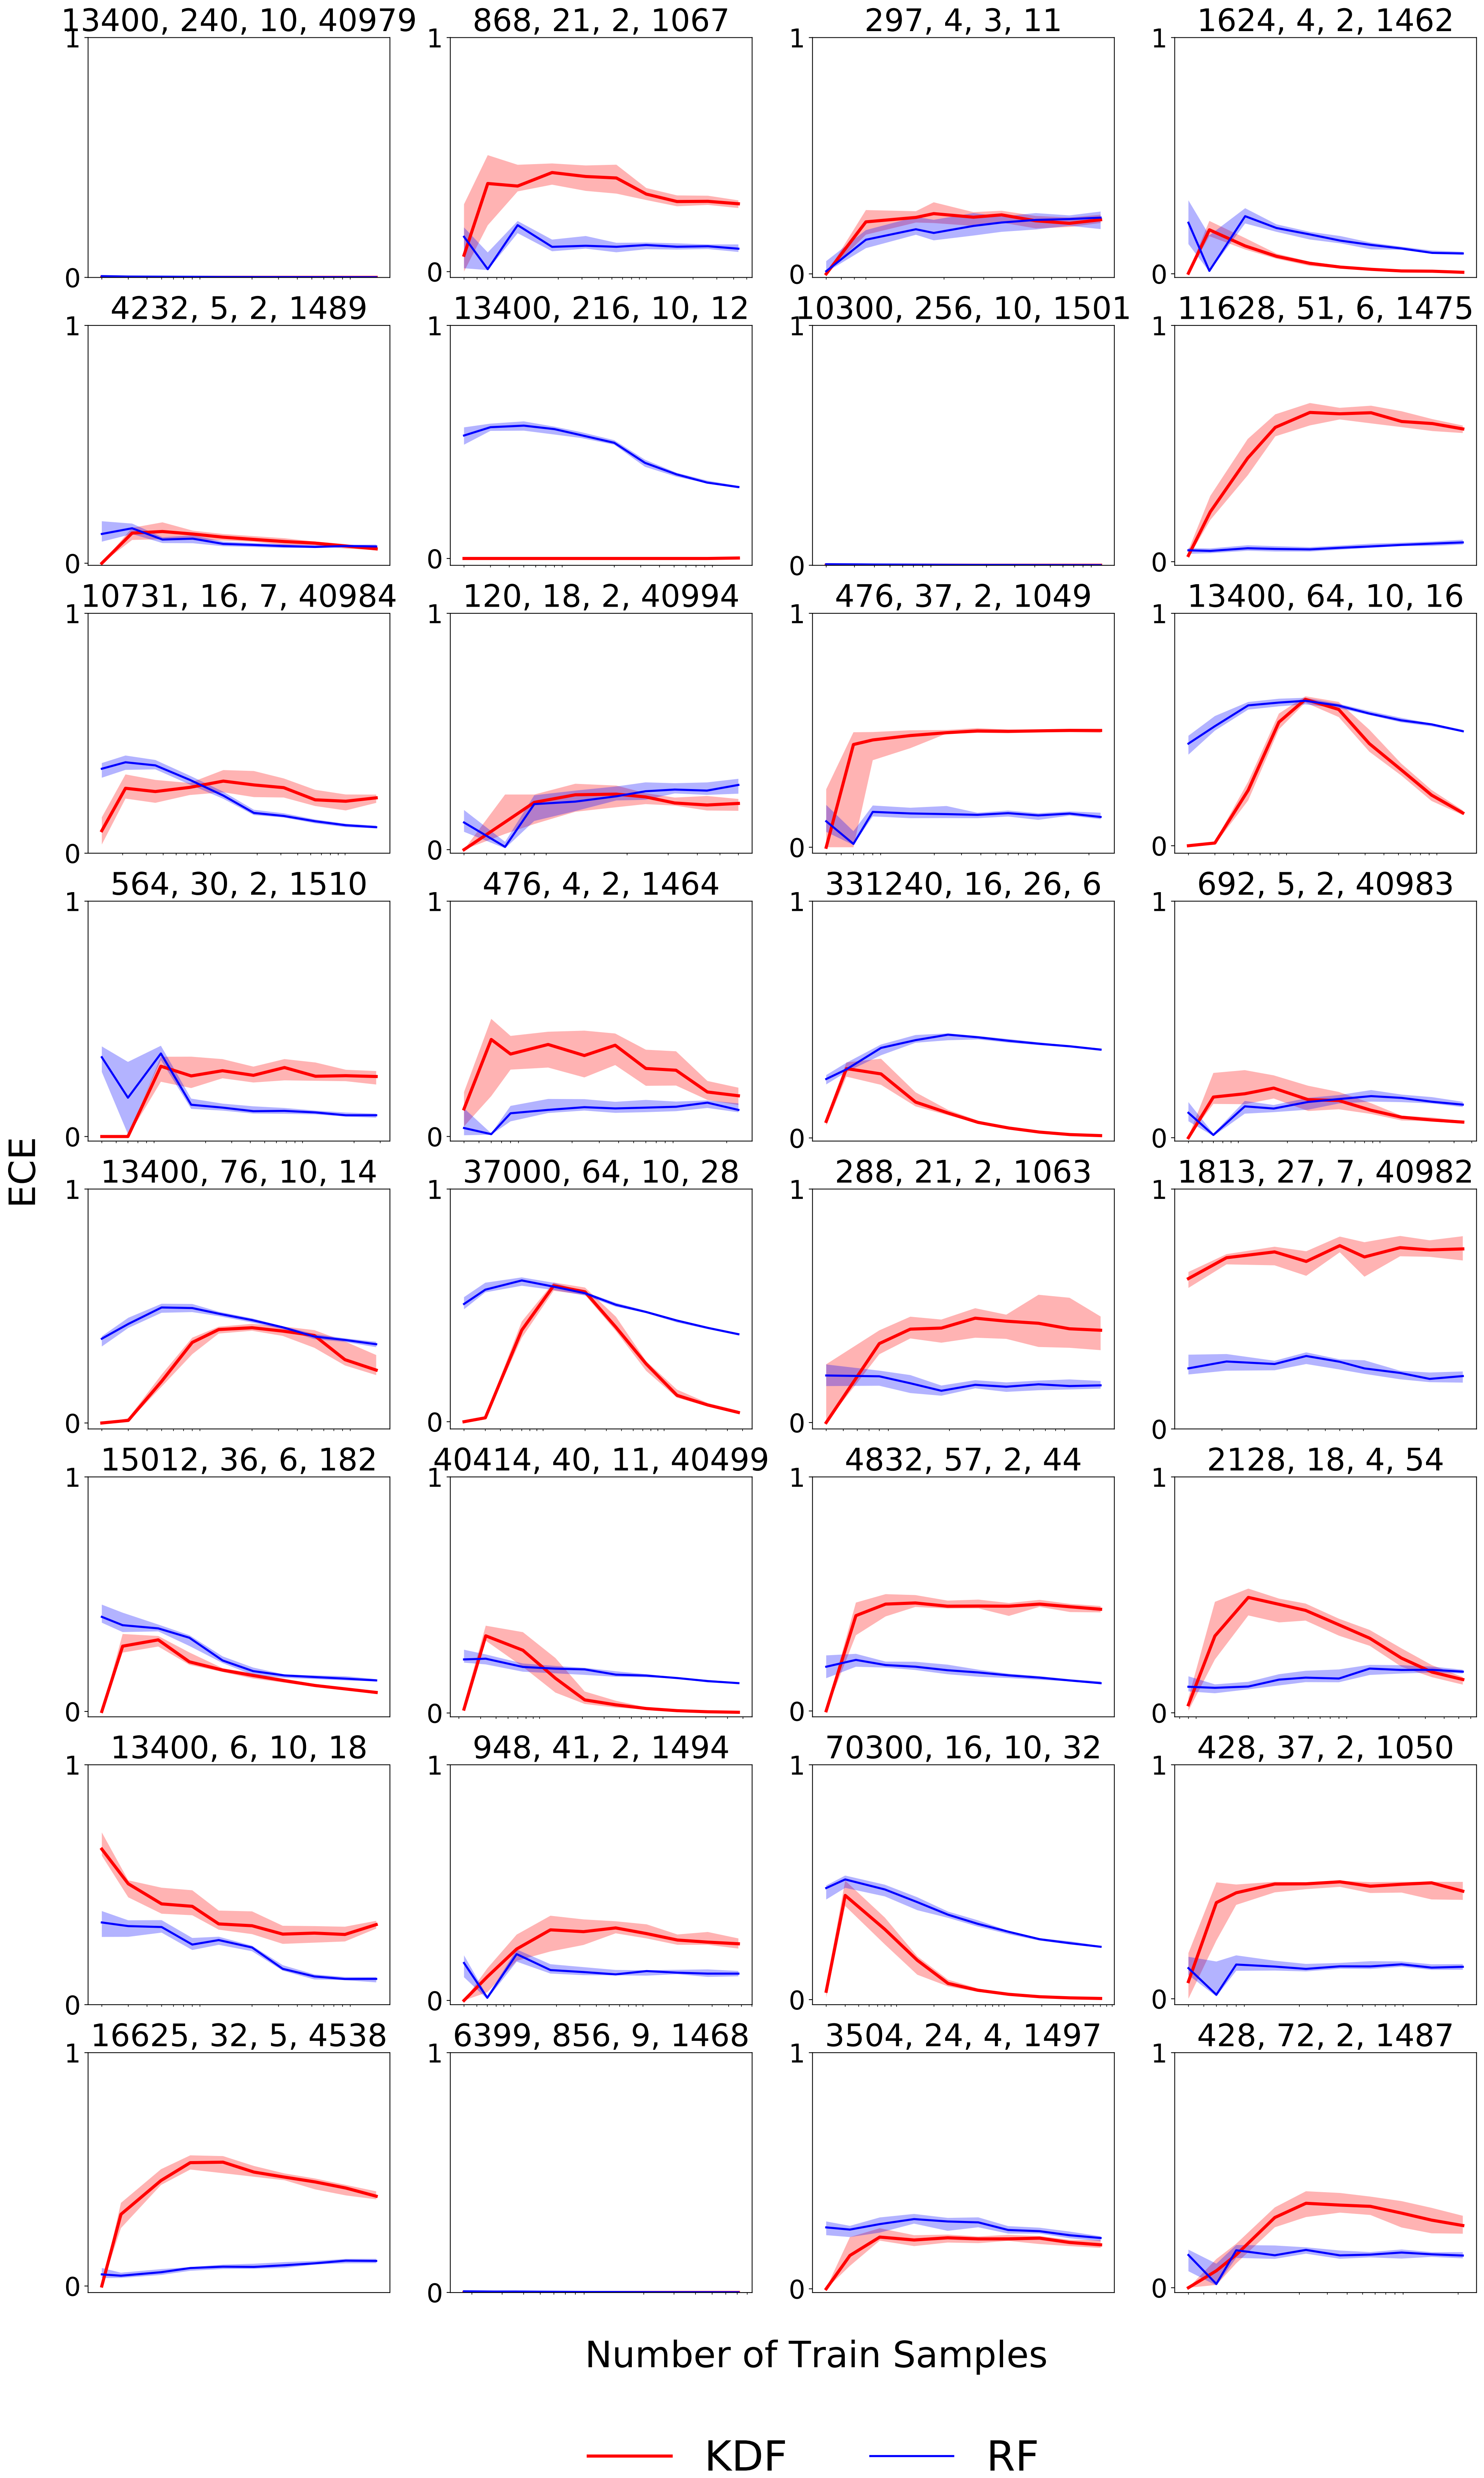 13400, 240, 10, 40979
868, 21, 2, 1067
297, 4, 3, 11
1624, 4, 2, 1462
1
0
1
0
1
0
1
0
4232, 5, 2, 1489
13400, 216, 10, 12
10300, 256, 10, 1501
11628, 51, 6, 1475
1
0
1
0
1
0
1
0
10731, 16, 7, 40984
120, 18, 2, 40994
476, 37, 2, 1049
13400, 64, 10, 16
1
0
1
0
1
0
1
0
564, 30, 2, 1510
476, 4, 2, 1464
331240, 16, 26, 6
692, 5, 2, 40983
1
0
1
0
1
0
1
0
ECE
13400, 76, 10, 14
37000, 64, 10, 28
288, 21, 2, 1063
1813, 27, 7, 40982
1
0
1
0
1
0
1
0
15012, 36, 6, 182
40414, 40, 11, 40499
4832, 57, 2, 44
2128, 18, 4, 54
1
0
1
0
1
0
1
0
13400, 6, 10, 18
948, 41, 2, 1494
70300, 16, 10, 32
428, 37, 2, 1050
1
0
1
0
1
0
1
0
16625, 32, 5, 4538
6399, 856, 9, 1468
3504, 24, 4, 1497
428, 72, 2, 1487
1
0
1
0
1
0
1
0
Number of Train Samples
KDF
RF